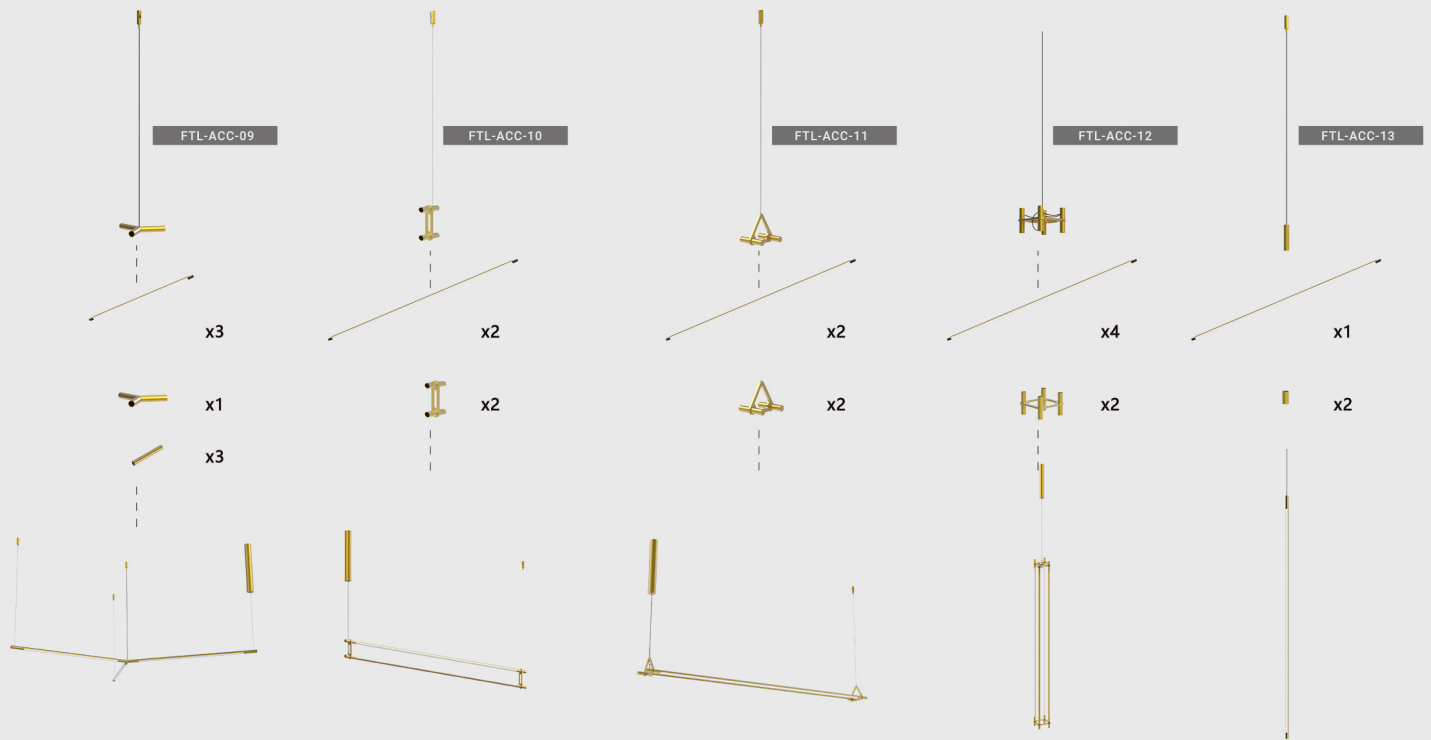 FTL-ACC-09
FTL-ACC-10
FTL-ACC-11
FTL-ACC-12
FTL-ACC-13
x3
x2
x2
x4
x1
x1
x2
x2
x2
x2
x3